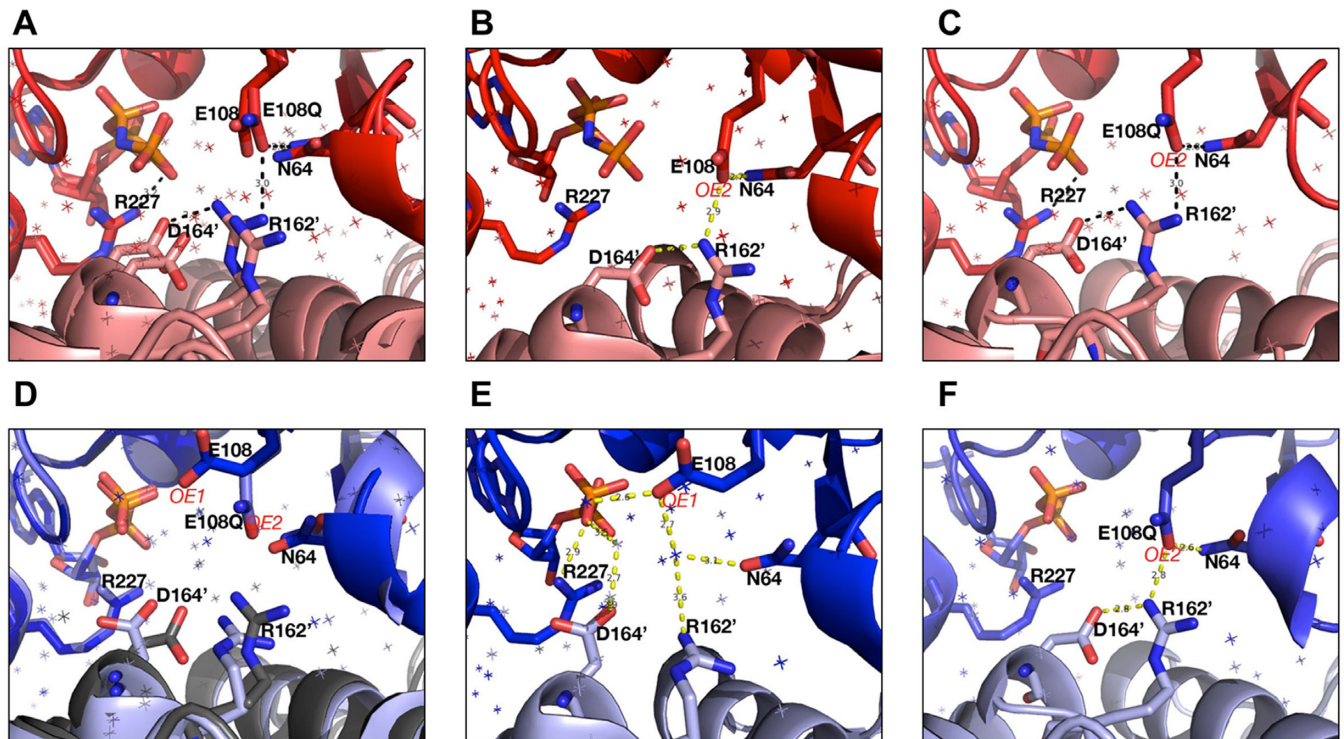 A
E108 E108Q
N64
3.0
R227
D164'
R162'
B
E108
OE2
N64
2.9
D164'
R162'
C
E108Q
OE2
N64
3.0
R227
D164'
R162'
D
E108
OE1
E108Q OE2
N64
R227
D164'
R162'
E
E108
OE1
2.6
2.7
2.9
3.1
N64
R227
2.7
3.6
D164'
R162'
F
E108Q
OE2
2.6
N64
2.8
R227
2.8
D164'
R162'